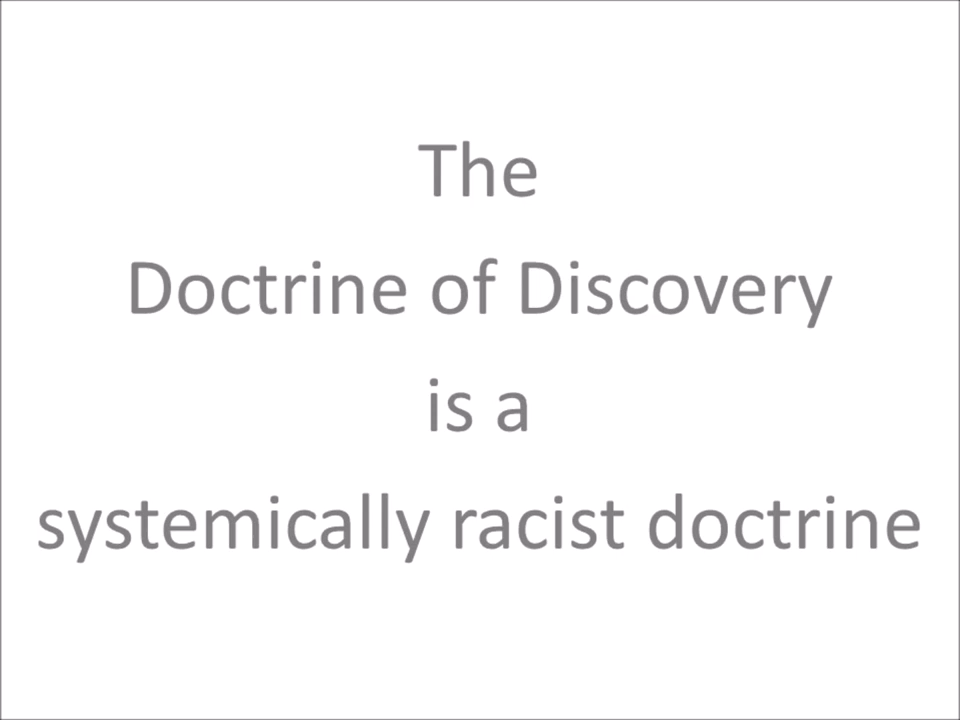 The
Doctrine of Discovery
is a
systemically racist doctrine